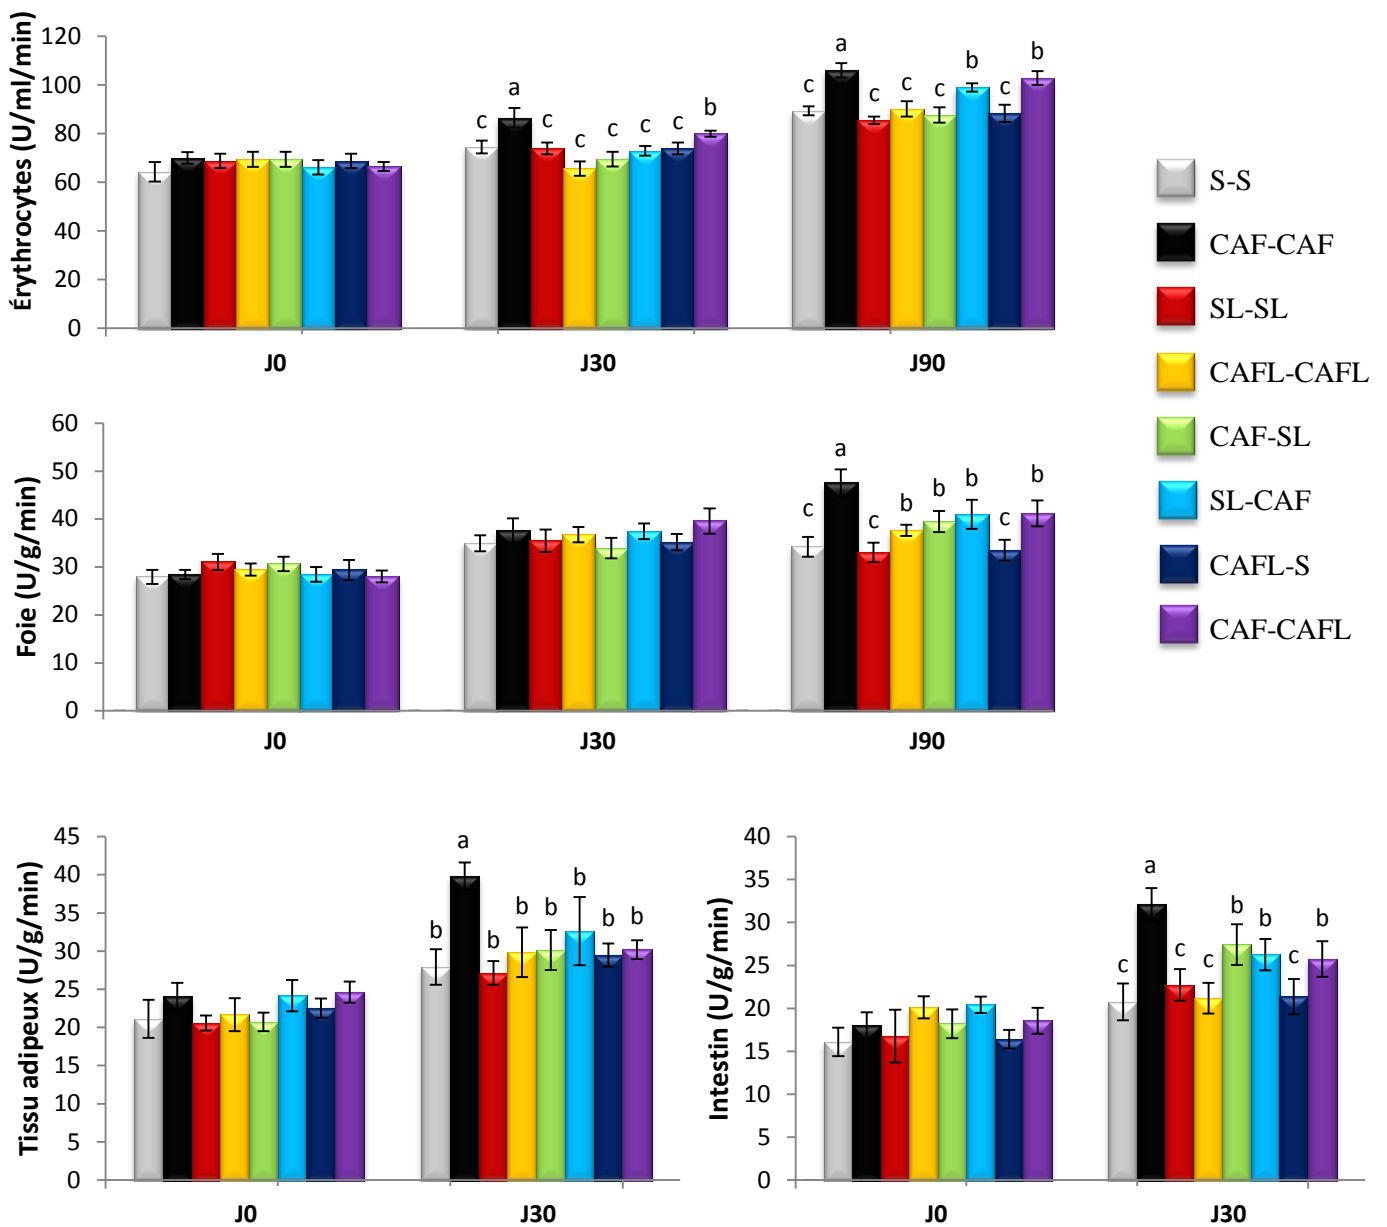 Érythrocytes (U/ml/min)
120
100
80
60
40
20
0
a
c
c
c
c
c
c
b
c
a
c
c
c
b
c
b
J0
J30
J90
S-S
CAF-CAF
SL-SL
CAFL-CAFL
CAF-SL
SL-CAF
CAFL-S
CAF-CAFL
Foie (U/g/min)
60
50
40
30
20
10
0
c
a
c
b
b
b
c
b
J0
J30
J90
Tissu adipeux (U/g/min)
45
40
35
30
25
20
15
10
5
0
b
a
b
b
b
b
b
b
J0
J30
Intestin (U/g/min)
40
35
30
25
20
15
10
5
0
c
a
c
c
b
b
c
b
J0
J30